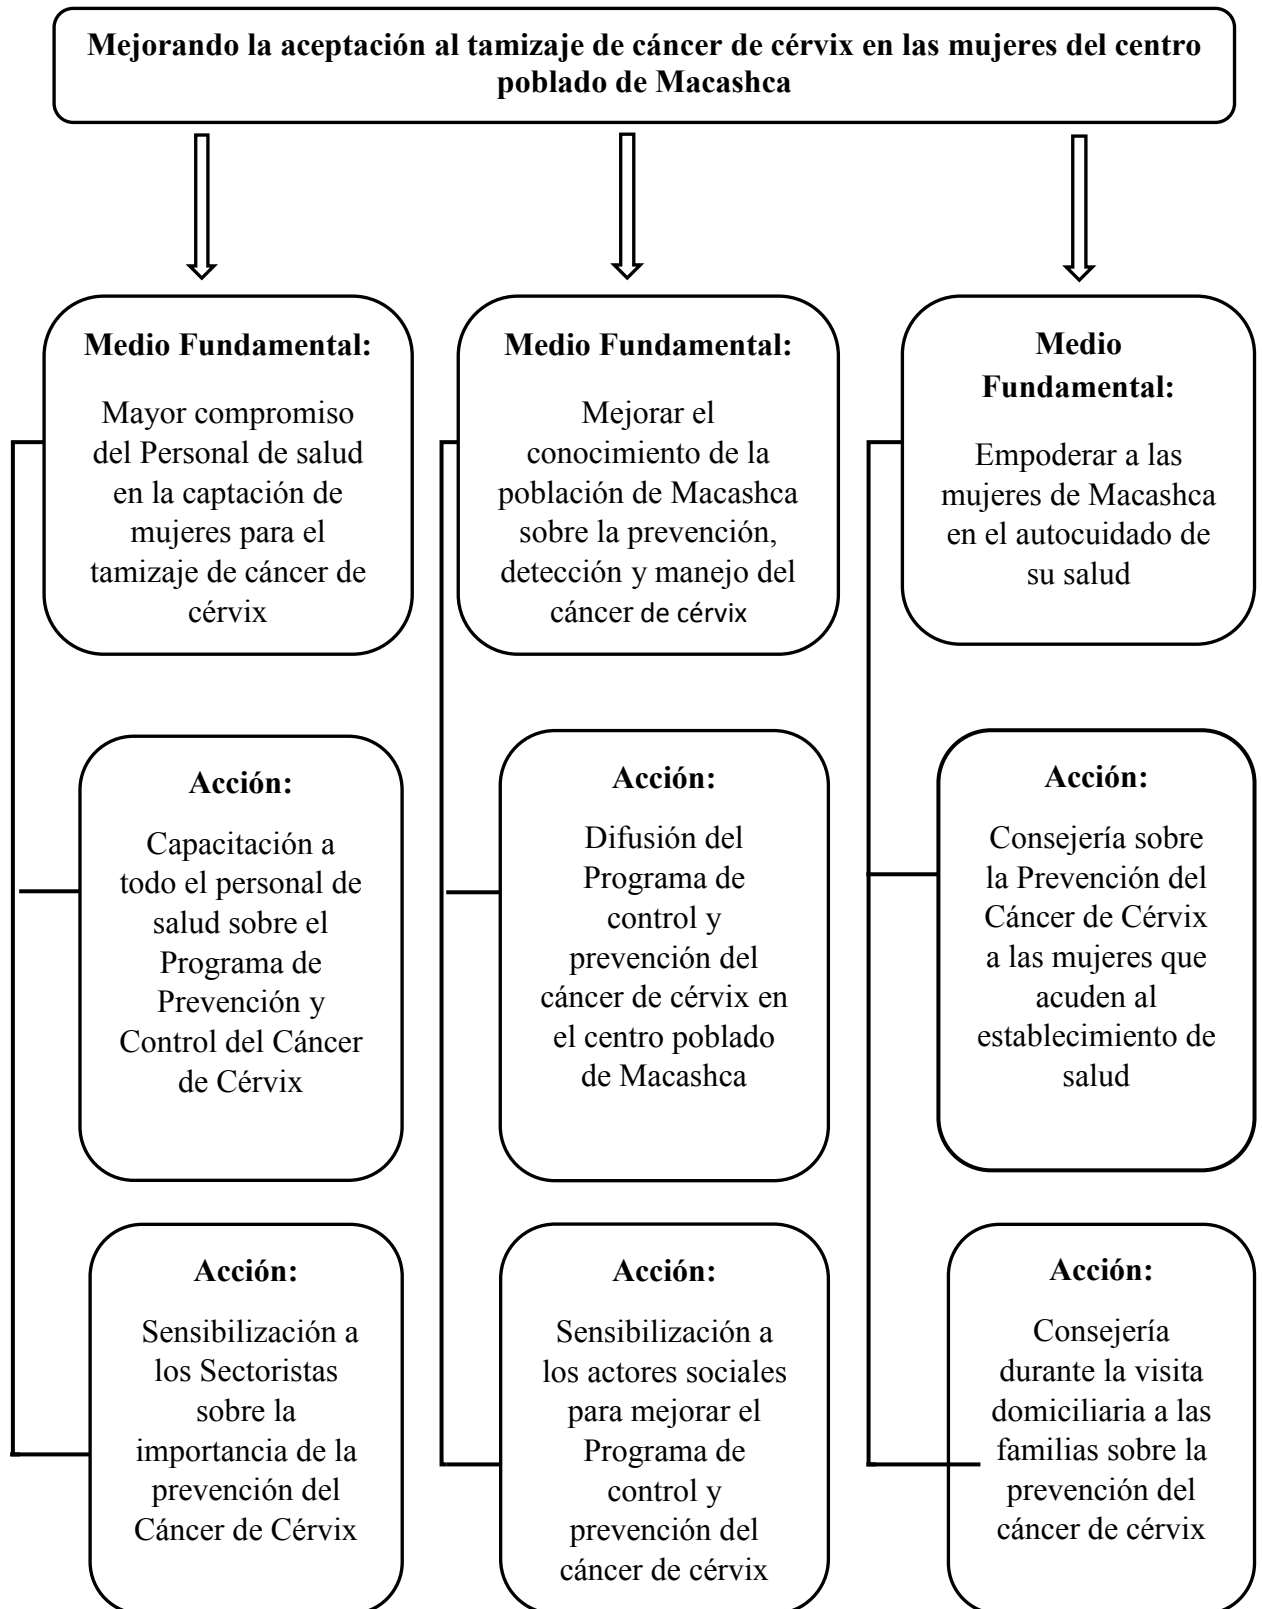 Mejorando la aceptación al tamizaje de cáncer de cérvix en las mujeres del centro
poblado de Macashca
Medio Fundamental:
Mayor compromiso
del Personal de salud
en la captación de
mujeres para el
tamizaje de cáncer de
cérvix
Medio Fundamental:
Mejorar el
conocimiento de la
población de Macashca
sobre la prevención,
detección y manejo del
cáncer de cérvix
Medio
Fundamental:
Empoderar a las
mujeres de Macashca
en el autocuidado de
su salud
Acción:
Capacitación a
todo el personal de
salud sobre el
Programa de
Prevención y
Control del Cáncer
de Cérvix
Acción:
Difusión del
Programa de
control y
prevención del
cáncer de cérvix en
el centro poblado
de Macashca
Acción:
Consejería sobre
la Prevención del
Cáncer de Cérvix
a las mujeres que
acuden al
establecimiento de
salud
Acción:
Sensibilización a
los Sectoristas
sobre la
importancia de la
prevención del
Cáncer de Cérvix
Acción:
Sensibilización a
los actores sociales
para mejorar el
Programa de
control y
prevención del
cáncer de cérvix
Acción:
Consejería
durante la visita
domiciliaria a las
familias sobre la
prevención del
cáncer de cérvix